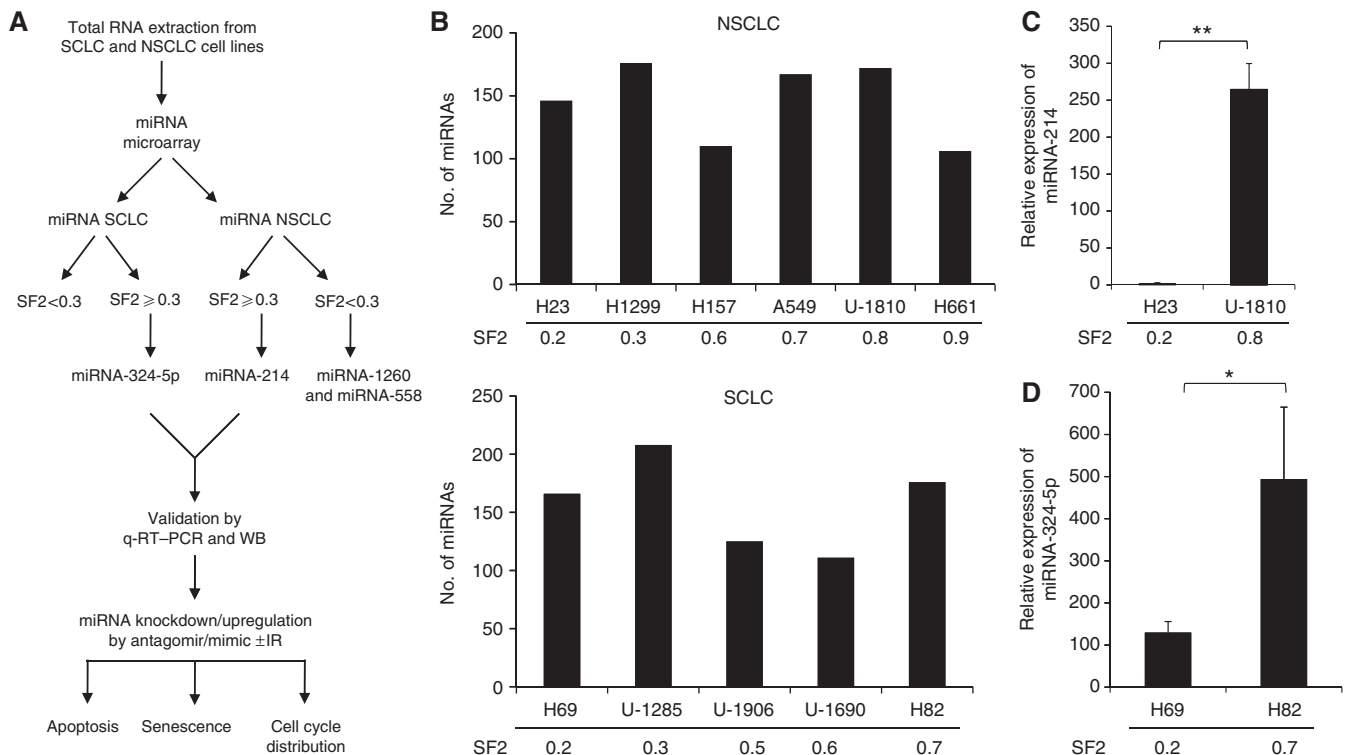 A
Total RNA extraction from
SCLC and NSCLC cell lines
miRNA
microarray
miRNA SCLC
miRNA NSCLC
SF2<0.3
SF2⩾0.3
SF2⩾0.3
SF2<0.3
miRNA-324-5p
miRNA-214
miRNA-1260
and miRNA-558
Validation by
q-RT–PCR and WB
miRNA knockdown/upregulation
by antagomir/mimic ±IR
Apoptosis
Senescence
Cell cycle
distribution
B
NSCLC
No. of miRNAs
200
150
100
50
0
H23 H1299 H157 A549 U-1810 H661
SF2 0.2 0.3 0.6 0.7 0.8 0.9
SCLC
No. of miRNAs
250
200
150
100
50
0
H69 U-1285 U-1906 U-1690 H82
SF2 0.2 0.3 0.5 0.6 0.7
C
Relative expression of
miRNA-214
350
300
250
200
150
100
50
0
**
H23 U-1810
SF2 0.2 0.8
D
Relative expression of
miRNA-324-5p
700
600
500
400
300
200
100
0
*
H69 H82
SF2 0.2 0.7